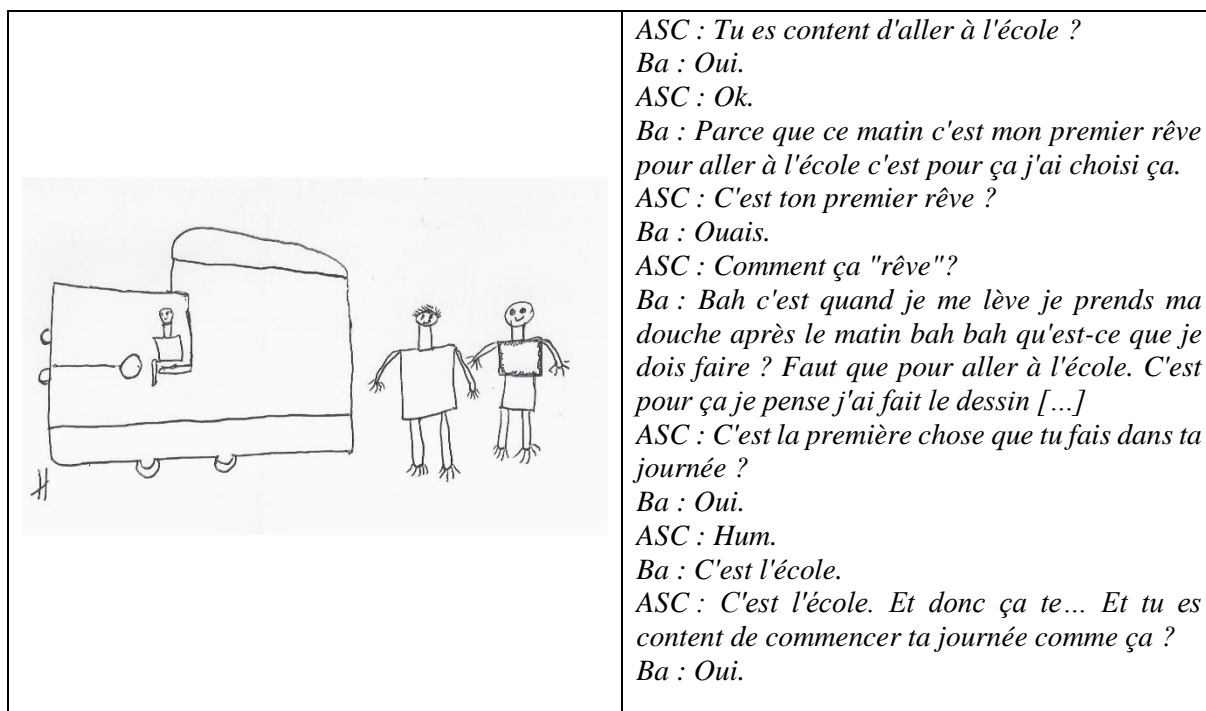 ASC : Tu es content d'aller à l'école ?
Ba : Oui.
ASC : Ok.
Ba : Parce que ce matin c'est mon premier rêve
pour aller à l'école c'est pour ça j'ai choisi ça.
ASC : C'est ton premier rêve ?
Ba : Ouais.
ASC : Comment ça "rêve"?
Ba : Bah c'est quand je me lève je prends ma
douche après le matin bah bah qu'est-ce que je
dois faire ? Faut que pour aller à l'école. C'est
pour ça je pense j'ai fait le dessin […]
ASC : C'est la première chose que tu fais dans ta
journée ?
Ba : Oui.
ASC : Hum.
Ba : C'est l'école.
ASC : C'est l'école. Et donc ça te… Et tu es
content de commencer ta journée comme ça ?
Ba : Oui.